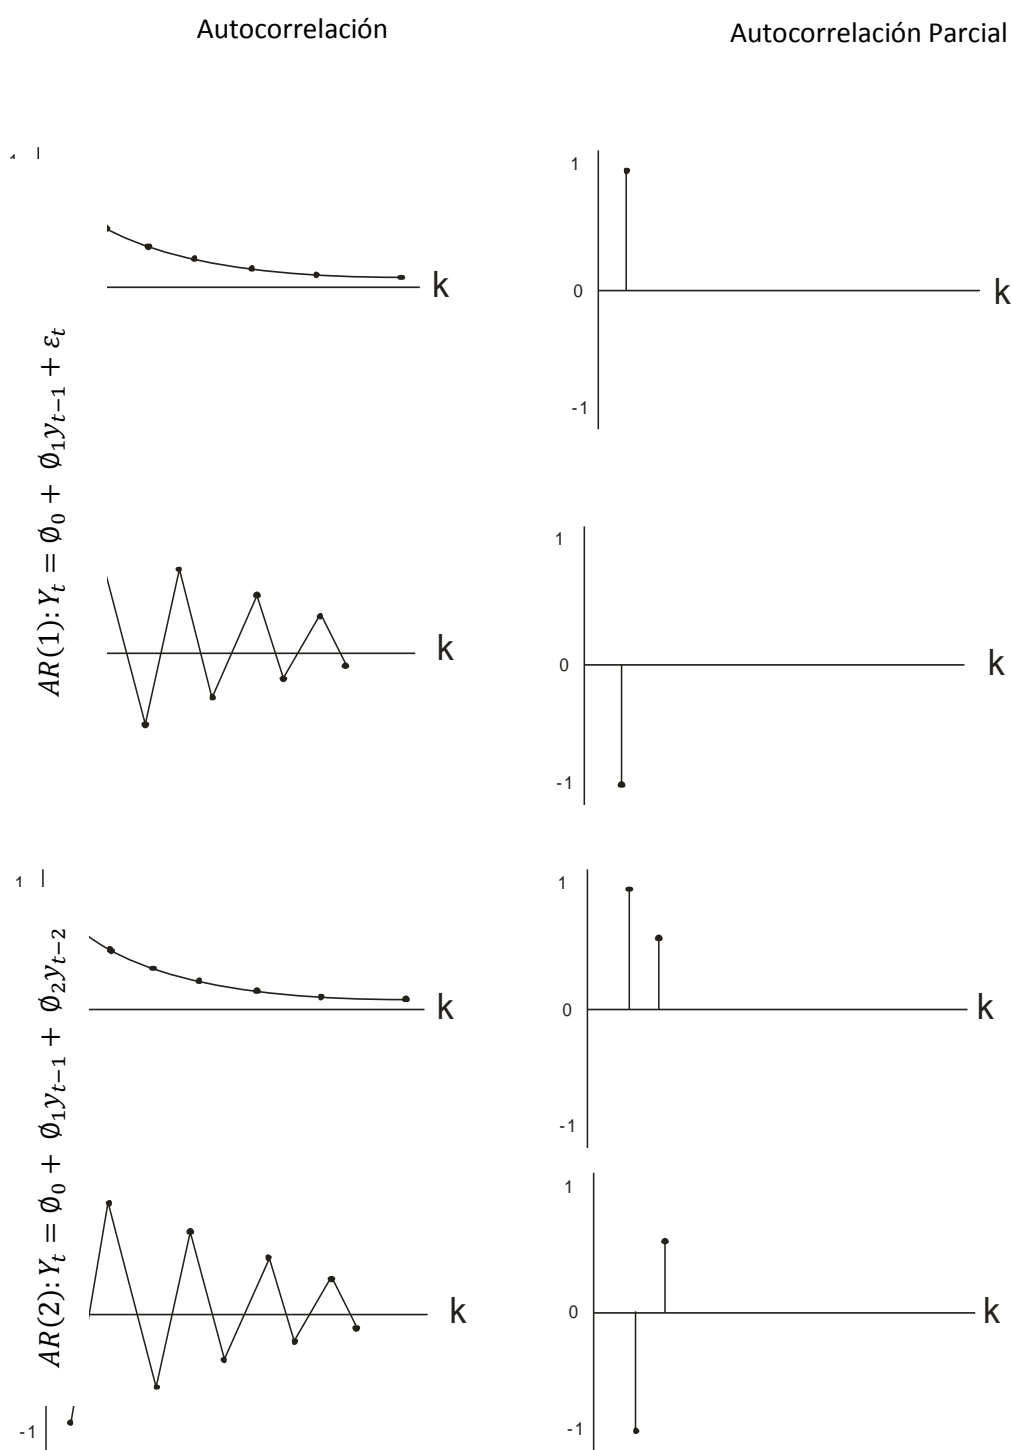 Autocorrelación
Autocorrelación Parcial
1
k
1
0
-1
k
AR(1): Y_t = ∅_0 + ∅_1y_{t−1} + ε_t
k
1
0
-1
k
1
k
1
0
-1
k
AR(2): Y_t = ∅_0 + ∅_1y_{t−1} + ∅_2y_{t−2}
k
-1
1
0
-1
k